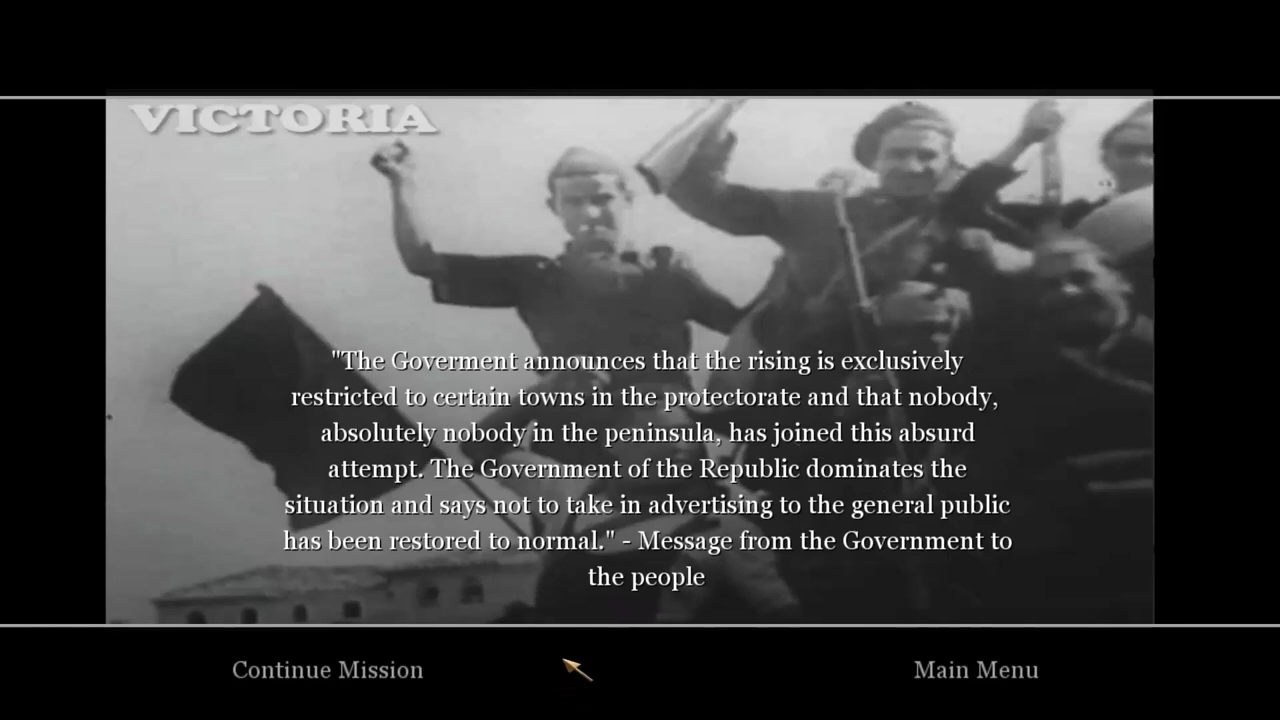 VICTORIA
"The Goverment announces that the rising is exclusively
restricted to certain towns in the protectorate and that nobody,
absolutely nobody in the peninsula, has joined this absurd
attempt. The Government of the Republic dominates the
situation and says not to take in advertising to the general public
has been restored to normal." - Message from the Government to
the people
Continue Mission
Main Menu